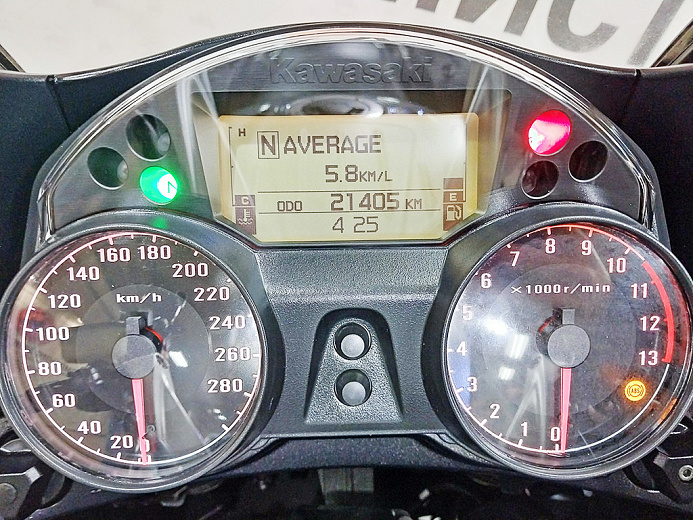 Kawasaki
H
N AVERAGE
5.8 KM/L
C
E
ODO 21405 KM
4 25
N
km/h
0
20
40
60
80
100
120
140
160
180
200
220
240
260
280
×1000r/min
0
1
2
3
4
5
6
7
8
9
10
11
12
13
ABS